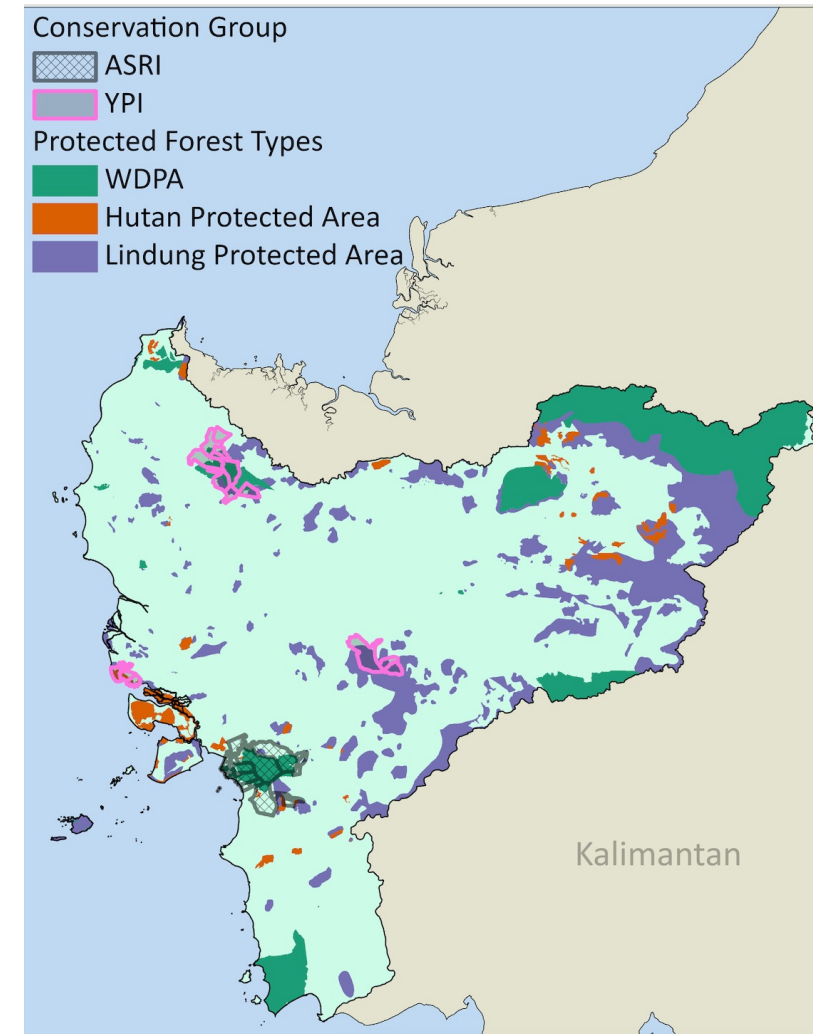 Conservation Group
ASRI
YPI
Protected Forest Types
WDPA
Hutan Protected Area
Lindung Protected Area
Kalimantan